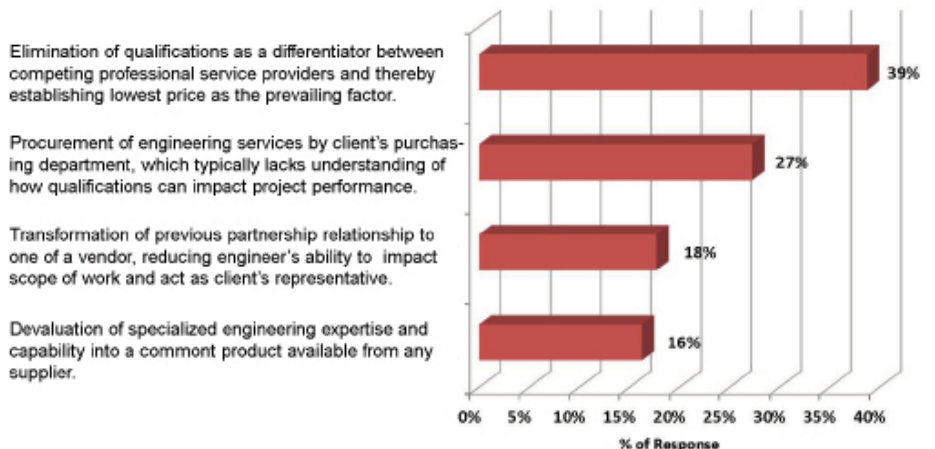 Elimination of qualifications as a differentiator between
competing professional service providers and thereby
establishing lowest price as the prevailing factor.
39%
Procurement of engineering services by client's purchas-
ing department, which typically lacks understanding of
how qualifications can impact project performance.
27%
Transformation of previous partnership relationship to
one of a vendor, reducing engineer's ability to impact
scope of work and act as client's representative.
18%
Devaluation of specialized engineering expertise and
capability into a commont product available from any
supplier.
16%
0% 5% 10% 15% 20% 25% 30% 35% 40%
% of Response